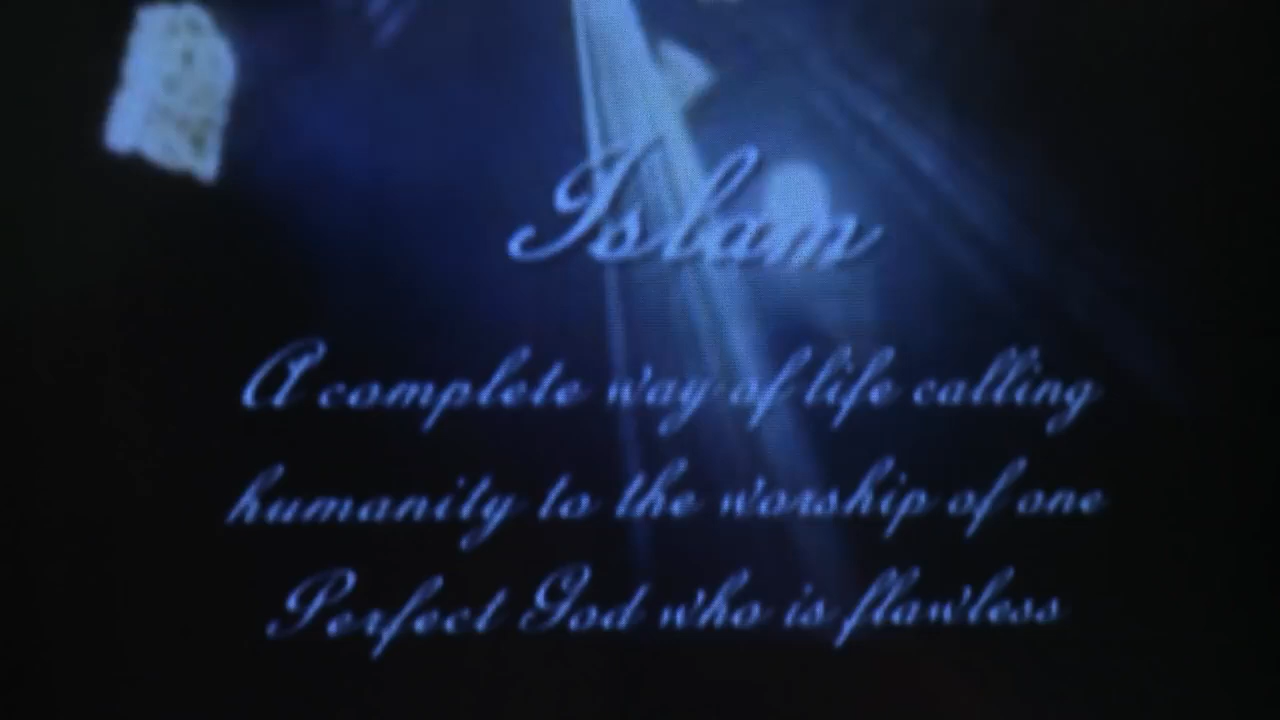 Islam
A complete way of life calling
humanity to the worship of one
Perfect God who is flawless